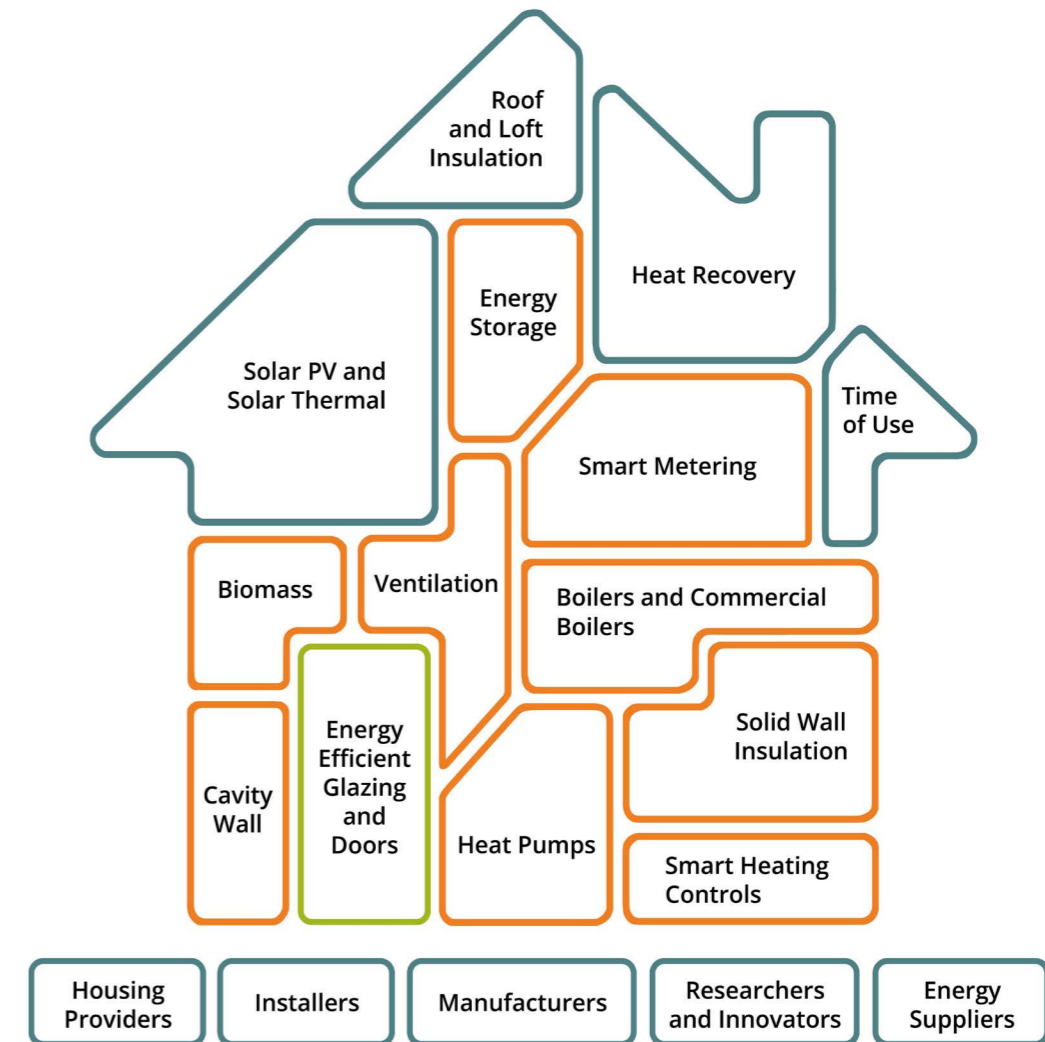 Roof
and Loft
Insulation
Heat Recovery
Energy
Storage
Solar PV and
Solar Thermal
Time
of Use
Smart Metering
Biomass
Ventilation
Boilers and Commercial
Boilers
Energy
Efficient
Glazing
and
Doors
Solid Wall
Insulation
Cavity
Wall
Heat Pumps
Smart Heating
Controls
Housing
Providers
Installers
Manufacturers
Researchers
and Innovators
Energy
Suppliers